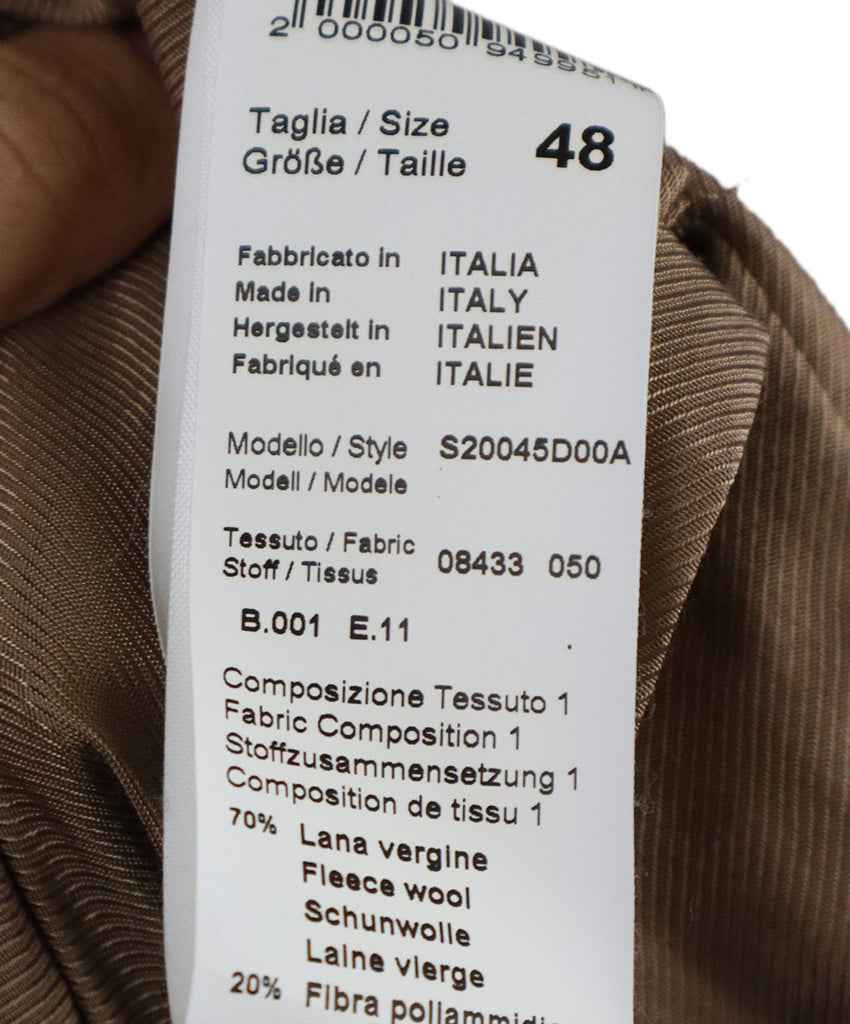 2 000050
Taglia / Size
Größe / Taille
48
Fabbricato in ITALIA
Made in ITALY
Hergestelt in ITALIEN
Fabriqué en ITALIE
Modello / Style S20045D00A
Modell / Modele
Tessuto / Fabric
Stoff / Tissus
08433 050
B.001 E.11
Composizione Tessuto 1
Fabric Composition 1
Stoffzusammensetzung 1
Composition de tissu 1
70% Lana vergine
Fleece wool
Schunwolle
Laine vierge
20% Fibra